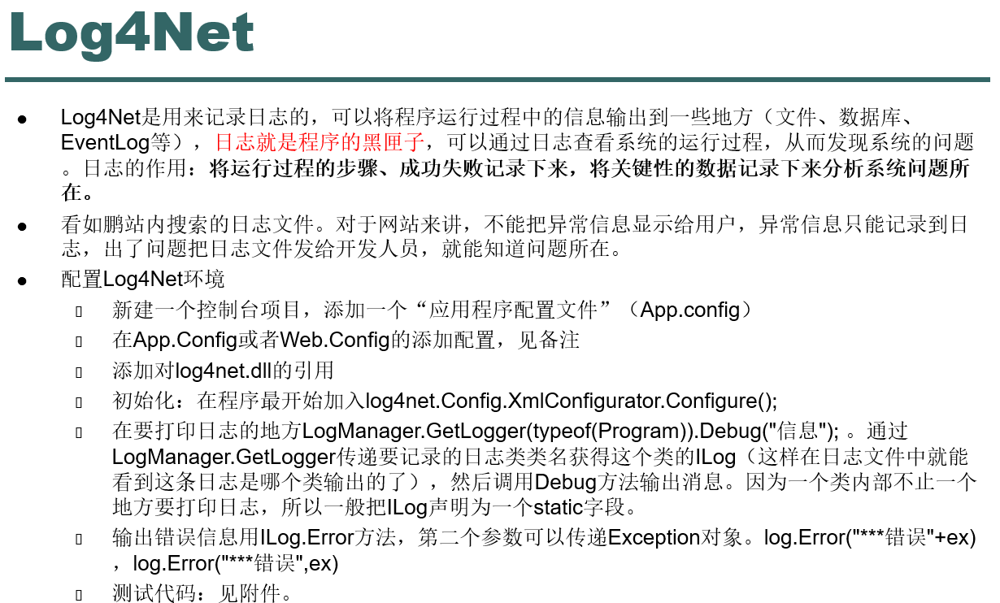 Log4Net
Log4Net是用来记录日志的，可以将程序运行过程中的信息输出到一些地方（文件、数据库、
EventLog等），日志就是程序的黑匣子，可以通过日志查看系统的运行过程，从而发现系统的问题
。日志的作用：将运行过程的步骤、成功失败记录下来，将关键性的数据记录下来分析系统问题所
在。
看如鹏站内搜索的日志文件。对于网站来讲，不能把异常信息显示给用户，异常信息只能记录到日
志，出了问题把日志文件发给开发人员，就能知道问题所在。
配置Log4Net环境
新建一个控制台项目，添加一个“应用程序配置文件”（App.config）
在App.Config或者Web.Config的添加配置，见备注
添加对log4net.dll的引用
初始化：在程序最开始加入log4net.Config.XmlConfigurator.Configure();
在要打印日志的地方LogManager.GetLogger(typeof(Program)).Debug("信息"); 。通过
LogManager.GetLogger传递要记录的日志类类名获得这个类的ILog（这样在日志文件中就能
看到这条日志是哪个类输出的了），然后调用Debug方法输出消息。因为一个类内部不止一个
地方要打印日志，所以一般把ILog声明为一个static字段。
输出错误信息用ILog.Error方法，第二个参数可以传递Exception对象。log.Error("***错误"+ex)
，log.Error("***错误",ex)
测试代码：见附件。